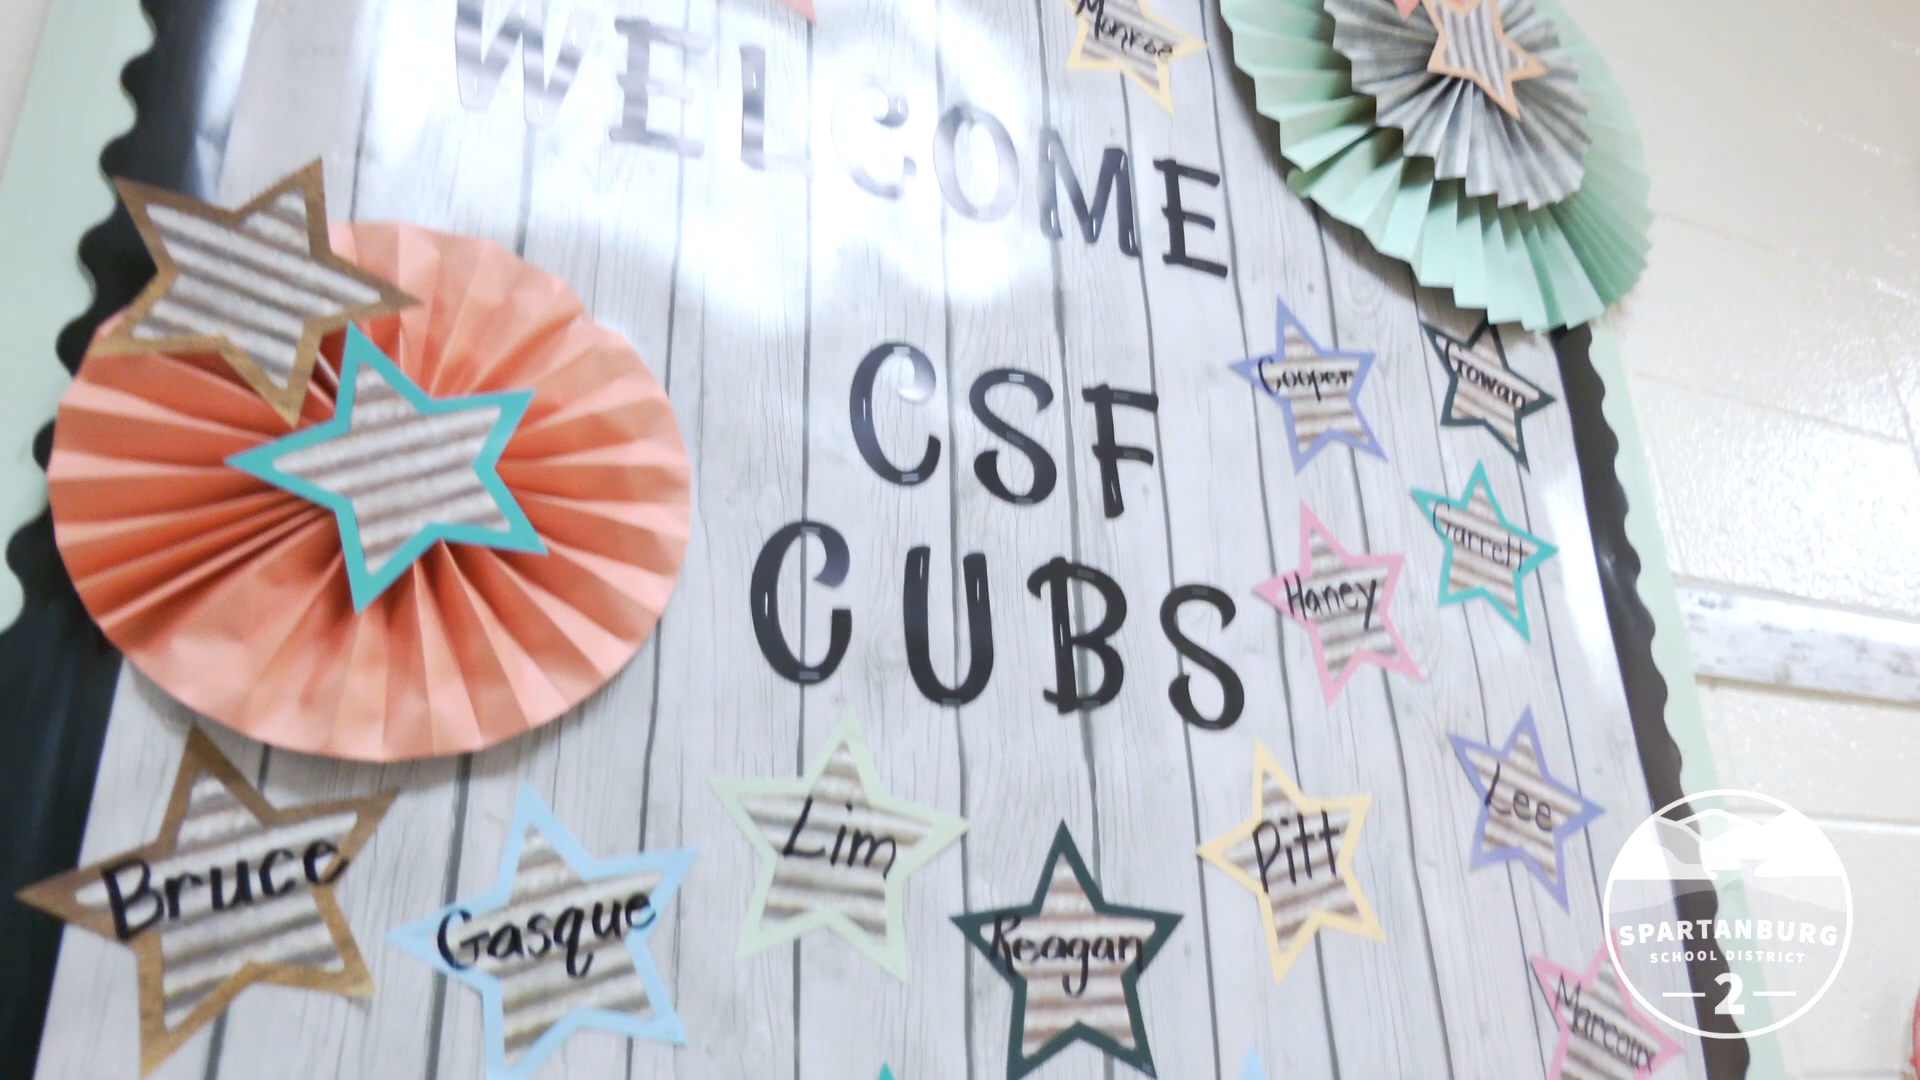 Monroe
WELCOME
CSF
CUBS
Cooper
Gowan
Garrett
Haney
Lee
Pitt
Lim
Bruce
Gasque
Reagan
Marcoux
SPARTANBURG
SCHOOL DISTRICT
2